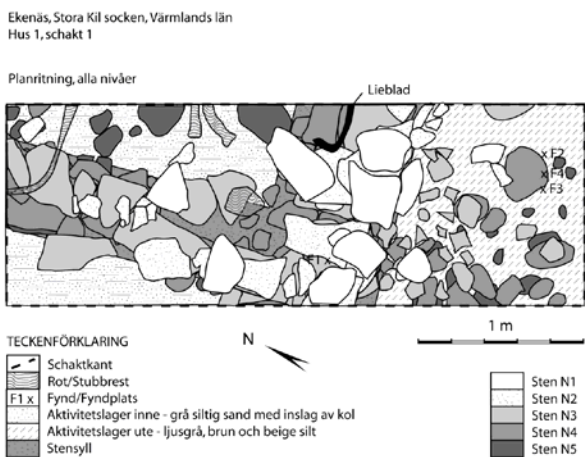 Ekenäs, Stora Kil socken, Värmlands län
Hus 1, schakt 1
Planritning, alla nivåer
Lieblad
x F2
x F4
x F3
F1 x
TECKENFÖRKLARING
Schaktkant
Rot/Stubbrest
F1 x Fynd/Fyndplats
Aktivitetslager inne - grå siltig sand med inslag av kol
Aktivitetslager ute - ljusgrå, brun och beige silt
Stensyll
N
1 m
Sten N1
Sten N2
Sten N3
Sten N4
Sten N5